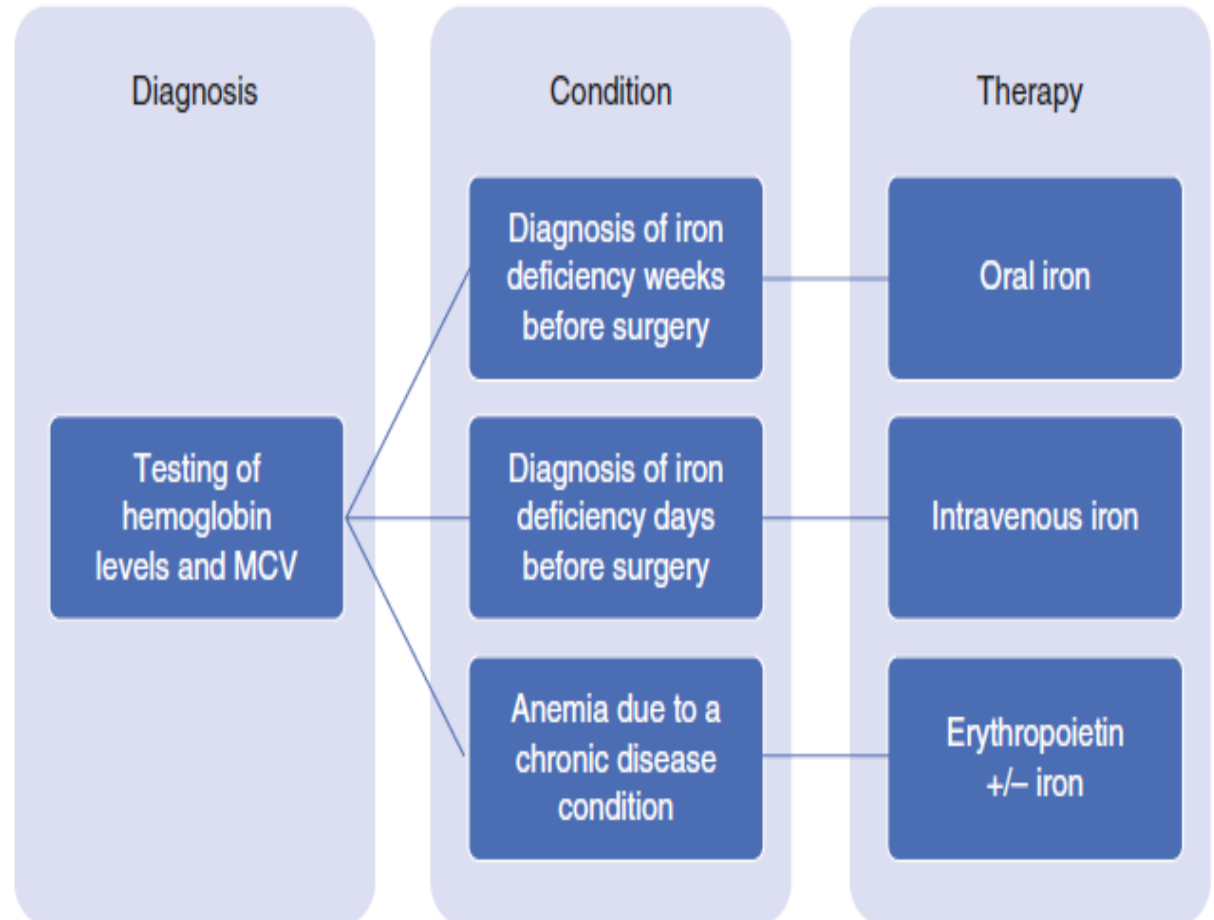 Diagnosis
Testing of
hemoglobin
levels and MCV
Condition
Diagnosis of iron
deficiency weeks
before surgery
Diagnosis of iron
deficiency days
before surgery
Anemia due to a
chronic disease
condition
Therapy
Oral iron
Intravenous iron
Erythropoietin
+/– iron